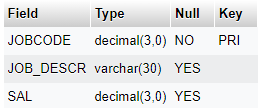 Field Type Null Key
JOBCODE decimal(3,0) NO PRI
JOB_DESCR varchar(30) YES
SAL decimal(3,0) YES